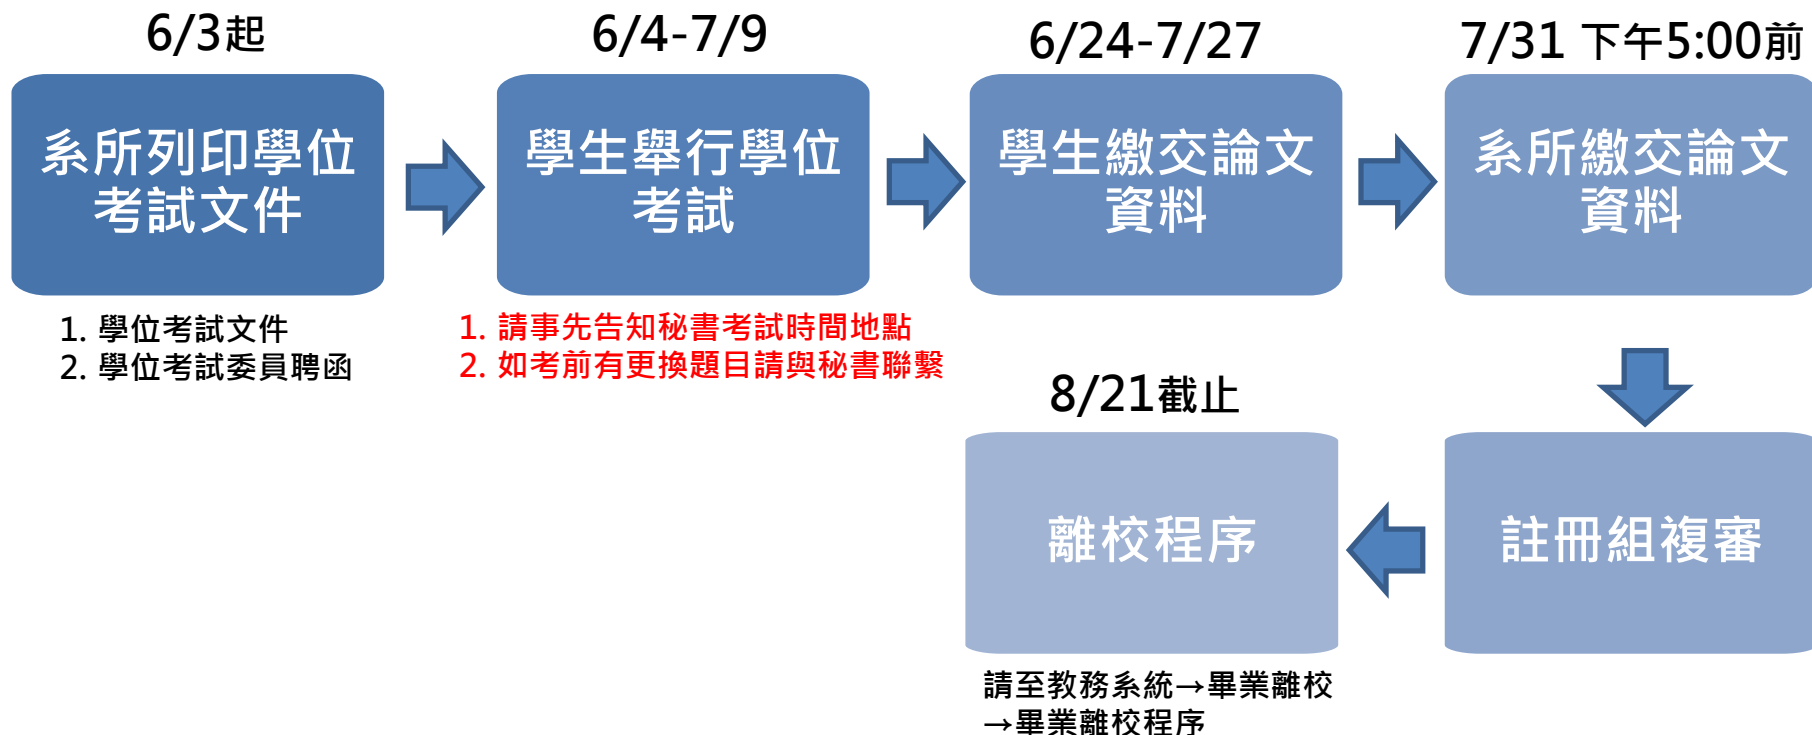 6/3起
系所列印學位
考試文件
1. 學位考試文件
2. 學位考試委員聘函
6/4-7/9
學生舉行學位
考試
1. 請事先告知秘書考試時間地點
2. 如考前有更換題目請與秘書聯繫
6/24-7/27
學生繳交論文
資料
7/31 下午5:00前
系所繳交論文
資料
註冊組複審
8/21截止
離校程序
請至教務系統→畢業離校
→畢業離校程序